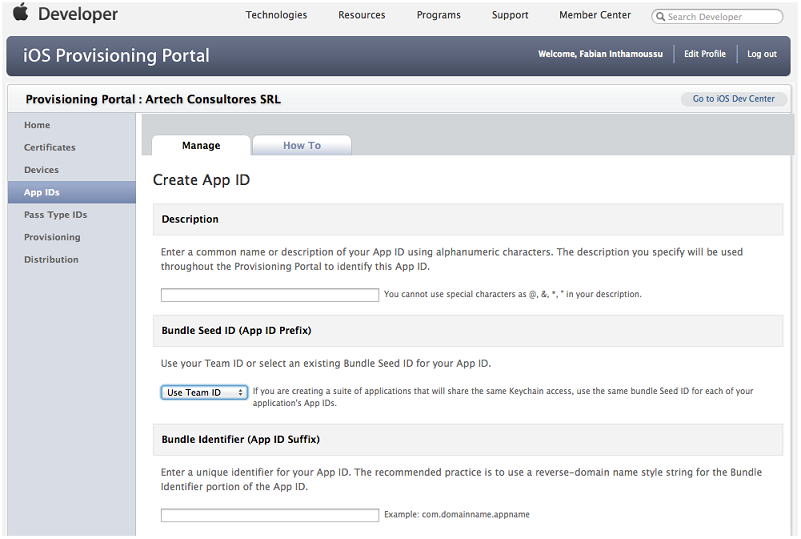 Developer
Technologies Resources Programs Support Member Center Search Developer
iOS Provisioning Portal
Welcome, Fabian Inthamoussu Edit Profile Log out
Provisioning Portal : Artech Consultores SRL
Go to iOS Dev Center
Home
Certificates
Devices
App IDs
Pass Type IDs
Provisioning
Distribution
Manage How To
Create App ID
Description
Enter a common name or description of your App ID using alphanumeric characters. The description you specify will be used
throughout the Provisioning Portal to identify this App ID.
You cannot use special characters as @, &, *, " in your description.
Bundle Seed ID (App ID Prefix)
Use your Team ID or select an existing Bundle Seed ID for your App ID.
Use Team ID
If you are creating a suite of applications that will share the same Keychain access, use the same bundle Seed ID for each of your
application's App IDs.
Bundle Identifier (App ID Suffix)
Enter a unique identifier for your App ID. The recommended practice is to use a reverse-domain name style string for the Bundle
Identifier portion of the App ID.
Example: com.domainname.appname